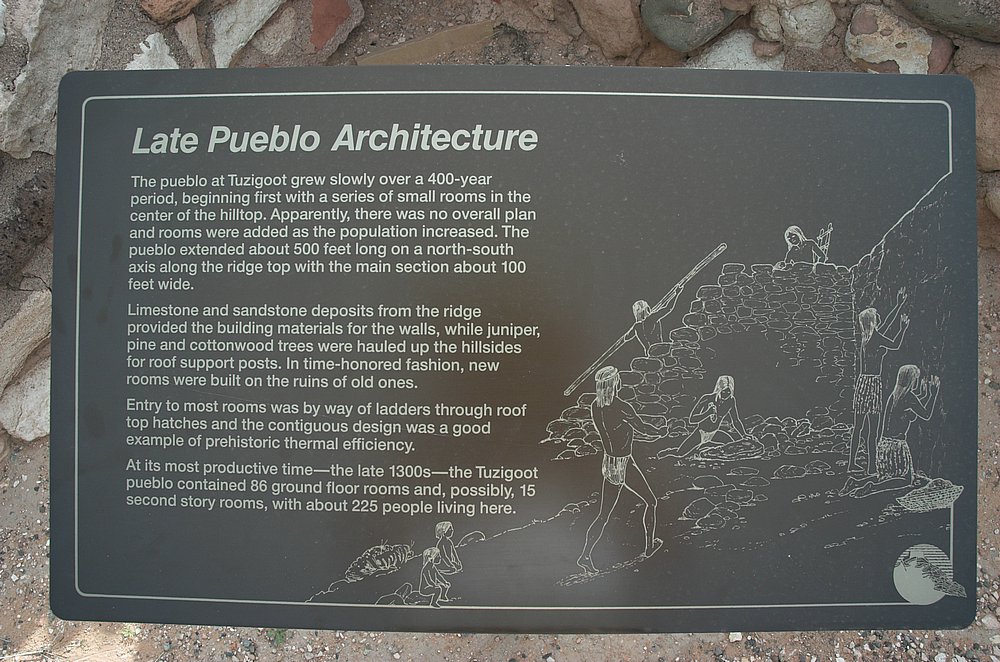 Late Pueblo Architecture
The pueblo at Tuzigoot grew slowly over a 400-year
period, beginning first with a series of small rooms in the
center of the hilltop. Apparently, there was no overall plan
and rooms were added as the population increased. The
pueblo extended about 500 feet long on a north-south
axis along the ridge top with the main section about 100
feet wide.
Limestone and sandstone deposits from the ridge
provided the building materials for the walls, while juniper,
pine and cottonwood trees were hauled up the hillsides
for roof support posts. In time-honored fashion, new
rooms were built on the ruins of old ones.
Entry to most rooms was by way of ladders through roof
top hatches and the contiguous design was a good
example of prehistoric thermal efficiency.
At its most productive time—the late 1300s—the Tuzigoot
pueblo contained 86 ground floor rooms and, possibly, 15
second story rooms, with about 225 people living here.